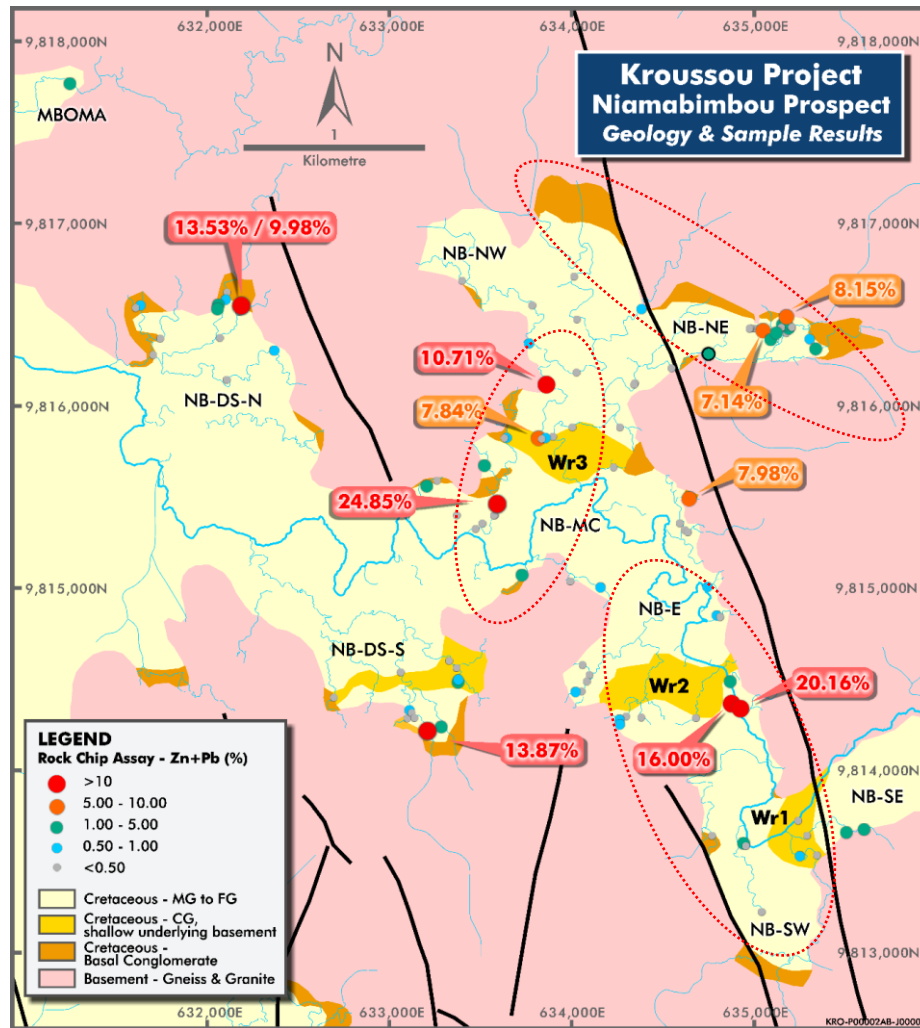 632,000E
633,000E
634,000E
635,000E
9,818,000N
9,818,000N
Kroussou Project
Niamabimbou Prospect
Geology & Sample Results
N
1
Kilometre
MBOMA
9,817,000N
9,817,000N
13.53% / 9.98%
NB-NW
8.15%
NB-NE
10.71%
7.14%
NB-DS-N
9,816,000N
9,816,000N
7.84%
Wr3
7.98%
24.85%
NB-MC
9,815,000N
9,815,000N
NB-E
NB-DS-S
Wr2
20.16%
16.00%
13.87%
9,814,000N
NB-SE
Wr1
NB-SW
9,813,000N
LEGEND
Rock Chip Assay - Zn+Pb (%)
>10
5.00 - 10.00
1.00 - 5.00
0.50 - 1.00
<0.50
Cretaceous - MG to FG
Cretaceous - CG,
shallow underlying basement
Cretaceous -
Basal Conglomerate
Basement - Gneiss & Granite
632,000E
633,000E
634,000E
635,000E
KRO-P00002AB-J0000